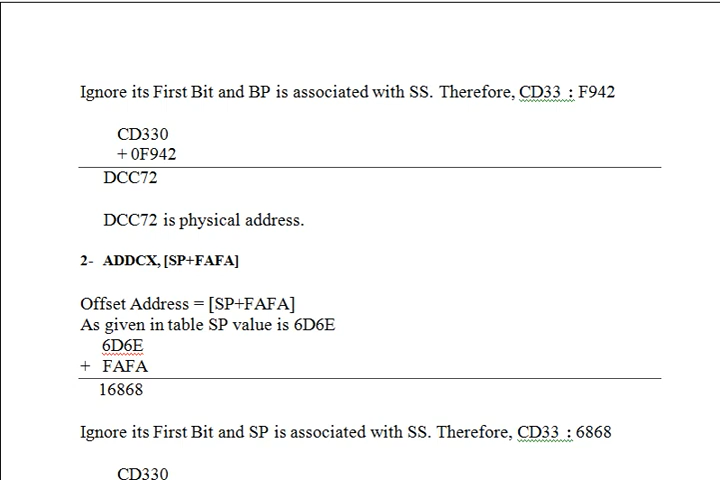 Ignore its First Bit and BP is associated with SS. Therefore, CD33 : F942
CD330
+ 0F942
DCC72
DCC72 is physical address.
2- ADDCX, [SP+FAFA]
Offset Address = [SP+FAFA]
As given in table SP value is 6D6E
6D6E
+ FAFA
16868
Ignore its First Bit and SP is associated with SS. Therefore, CD33 : 6868
CD330